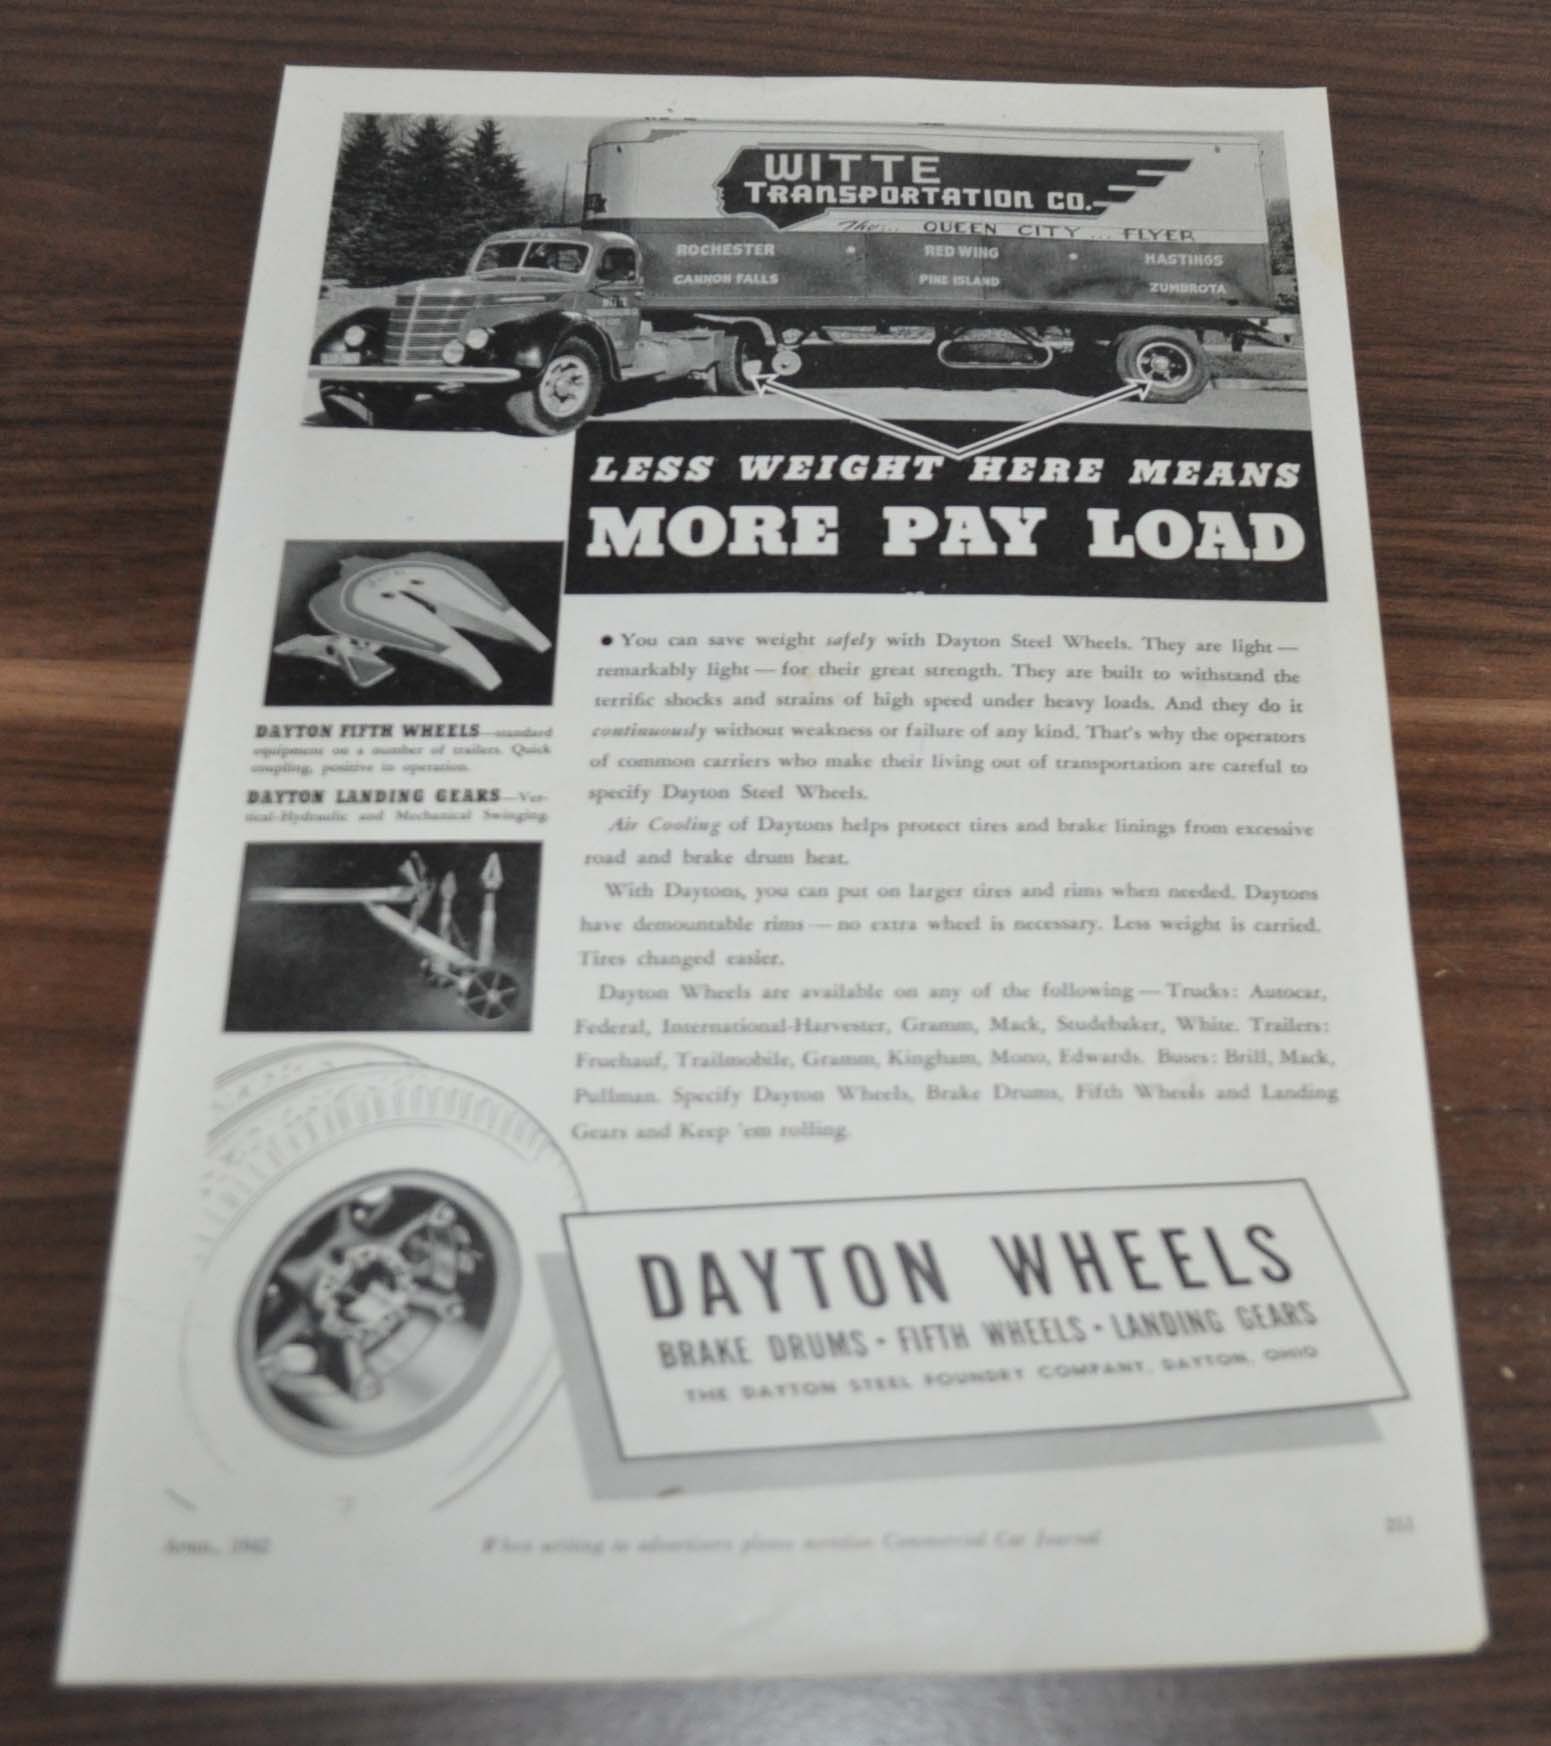 WITTE
TRANSPORTATION CO.
The... QUEEN CITY... FLYER
ROCHESTER • RED WING • HASTINGS
CANNON FALLS PINE ISLAND ZUMBROTA
LESS WEIGHT HERE MEANS
MORE PAY LOAD
DAYTON FIFTH WHEELS—standard
equipment on a number of trailers. Quick
coupling, positive in operation.
DAYTON LANDING GEARS—Ver-
tical-Hydraulic and Mechanical Swinging.
• You can save weight safely with Dayton Steel Wheels. They are light—
remarkably light—for their great strength. They are built to withstand the
terrific shocks and strains of high speed under heavy loads. And they do it
continuously without weakness or failure of any kind. That's why the operators
of common carriers who make their living out of transportation are careful to
specify Dayton Steel Wheels.
Air Cooling of Daytons helps protect tires and brake linings from excessive
road and brake drum heat.
With Daytons, you can put on larger tires and rims when needed. Daytons
have demountable rims—no extra wheel is necessary. Less weight is carried.
Tires changed easier.
Dayton Wheels are available on any of the following—Trucks: Autocar,
Federal, International-Harvester, Gramm, Mack, Studebaker, White. Trailers:
Fruehauf, Trailmobile, Gramm, Kingham, Mono, Edwards. Buses: Brill, Mack,
Pullman. Specify Dayton Wheels, Brake Drums, Fifth Wheels and Landing
Gears and Keep 'em rolling.
DAYTON WHEELS
BRAKE DRUMS • FIFTH WHEELS • LANDING GEARS
THE DAYTON STEEL FOUNDRY COMPANY, DAYTON, OHIO
April, 1942 When writing to advertisers please mention Commercial Car Journal